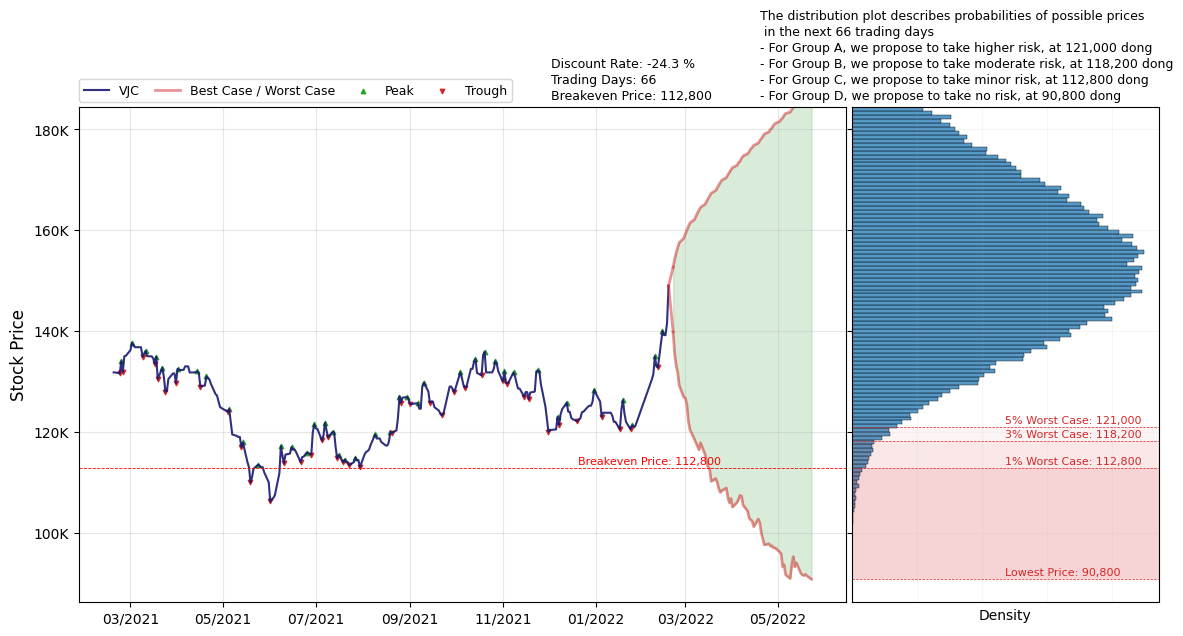 The distribution plot describes probabilities of possible prices
in the next 66 trading days
- For Group A, we propose to take higher risk, at 121,000 dong
- For Group B, we propose to take moderate risk, at 118,200 dong
- For Group C, we propose to take minor risk, at 112,800 dong
- For Group D, we propose to take no risk, at 90,800 dong
Discount Rate: -24.3 %
Trading Days: 66
Breakeven Price: 112,800
VJC
Best Case / Worst Case
Peak
Trough
Stock Price
180K
160K
140K
120K
100K
Breakeven Price: 112,800
5% Worst Case: 121,000
3% Worst Case: 118,200
1% Worst Case: 112,800
Lowest Price: 90,800
03/2021
05/2021
07/2021
09/2021
11/2021
01/2022
03/2022
05/2022
Density